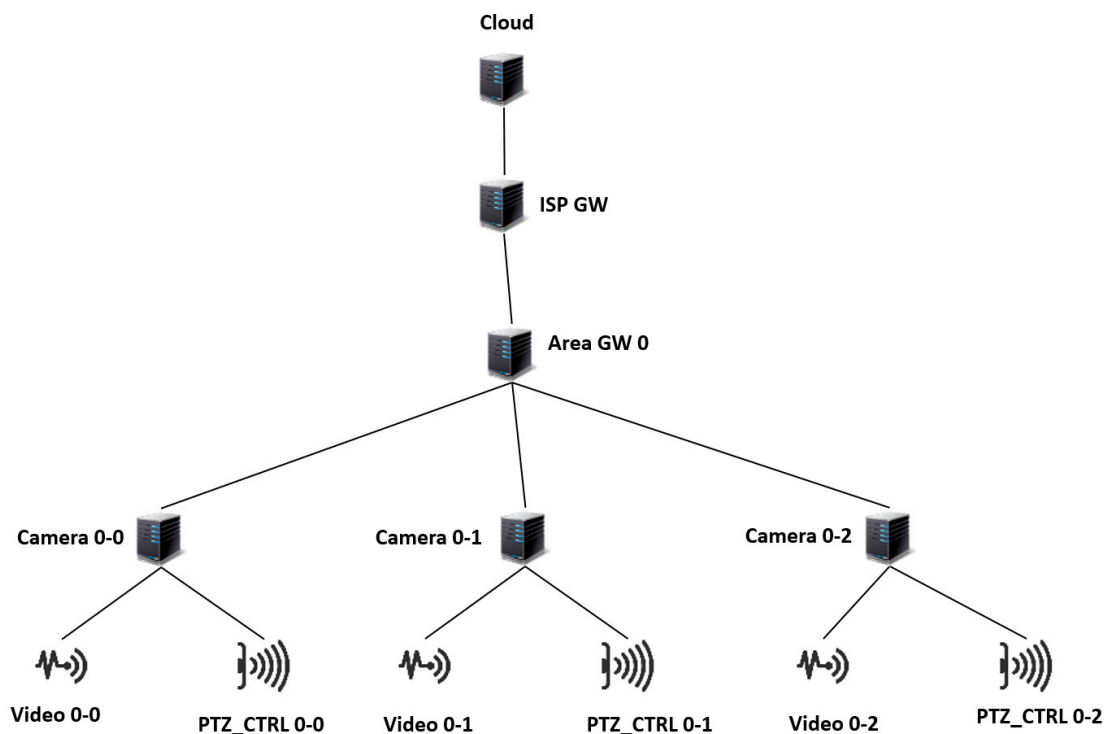 Cloud
ISP GW
Area GW 0
Camera 0-0
Camera 0-1
Camera 0-2
Video 0-0
PTZ_CTRL 0-0
Video 0-1
PTZ_CTRL 0-1
Video 0-2
PTZ_CTRL 0-2